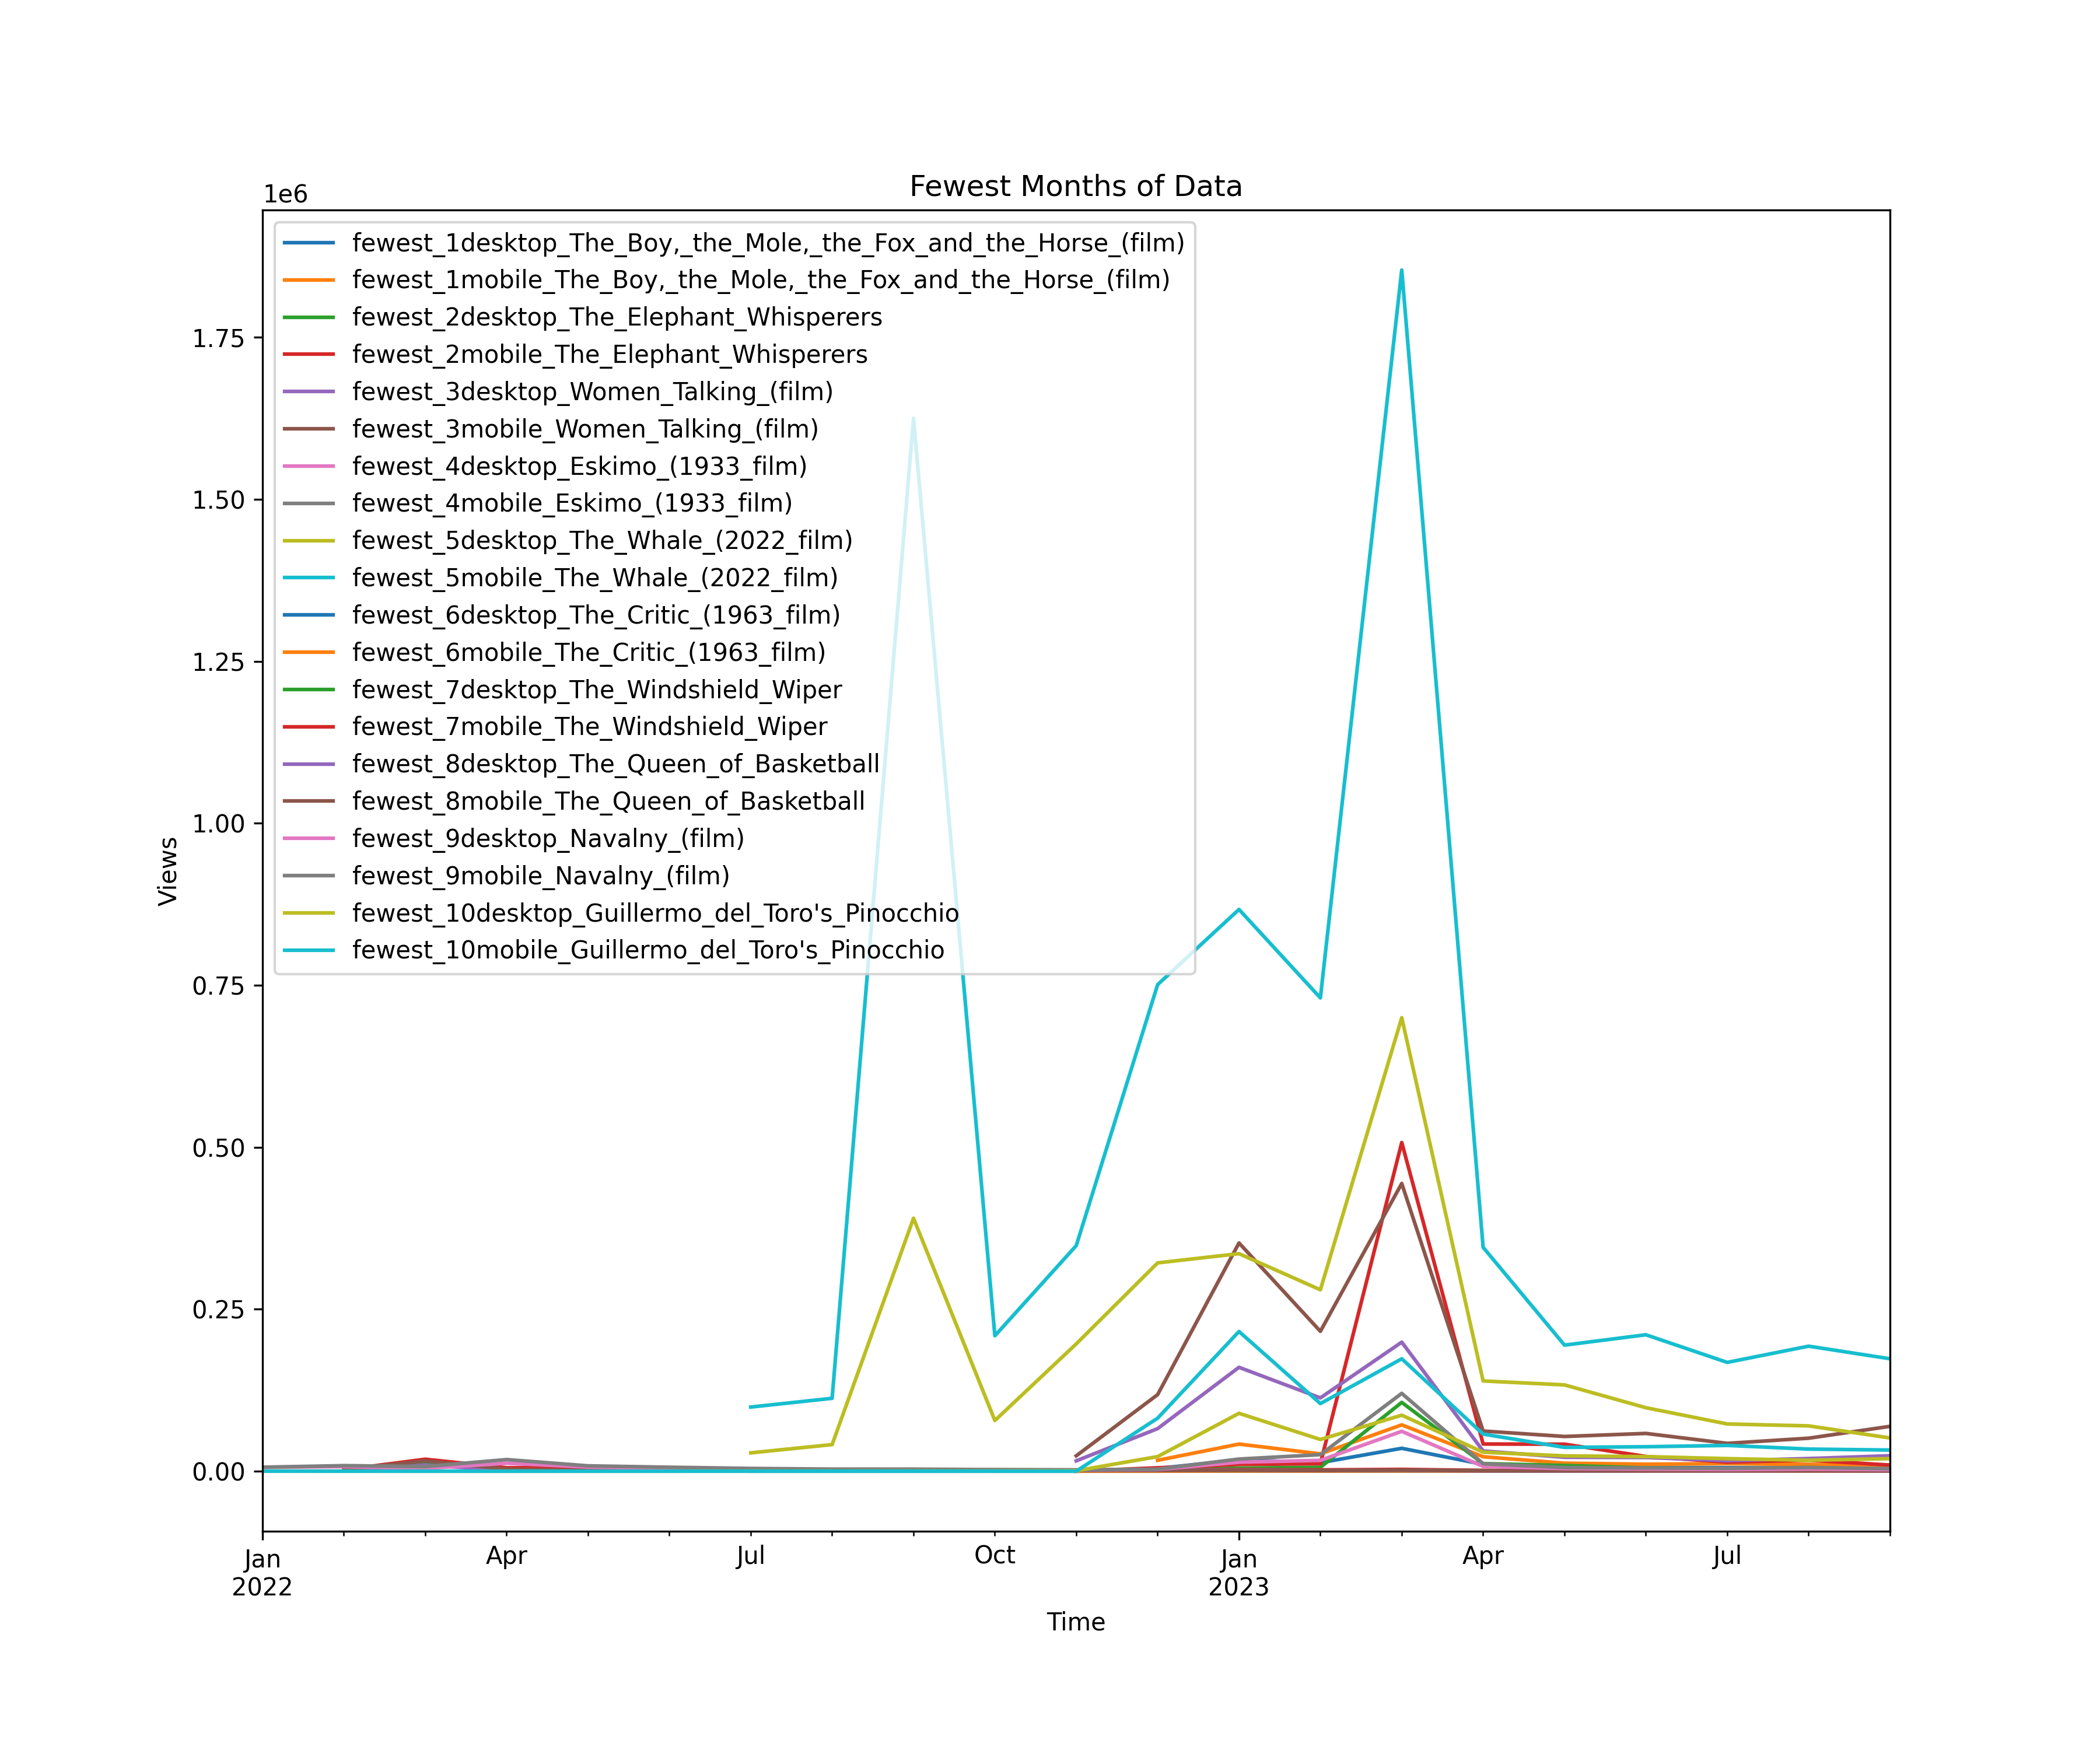 Fewest Months of Data
1e6
fewest_1desktop_The_Boy,_the_Mole,_the_Fox_and_the_Horse_(film)
fewest_1mobile_The_Boy,_the_Mole,_the_Fox_and_the_Horse_(film)
fewest_2desktop_The_Elephant_Whisperers
fewest_2mobile_The_Elephant_Whisperers
fewest_3desktop_Women_Talking_(film)
fewest_3mobile_Women_Talking_(film)
fewest_4desktop_Eskimo_(1933_film)
fewest_4mobile_Eskimo_(1933_film)
fewest_5desktop_The_Whale_(2022_film)
fewest_5mobile_The_Whale_(2022_film)
fewest_6desktop_The_Critic_(1963_film)
fewest_6mobile_The_Critic_(1963_film)
fewest_7desktop_The_Windshield_Wiper
fewest_7mobile_The_Windshield_Wiper
fewest_8desktop_The_Queen_of_Basketball
fewest_8mobile_The_Queen_of_Basketball
fewest_9desktop_Navalny_(film)
fewest_9mobile_Navalny_(film)
fewest_10desktop_Guillermo_del_Toro's_Pinocchio
fewest_10mobile_Guillermo_del_Toro's_Pinocchio
1.75
1.50
1.25
1.00
0.75
0.50
0.25
0.00
Views
Jan Apr Jul Oct Jan Apr Jul
2022 2023
Time